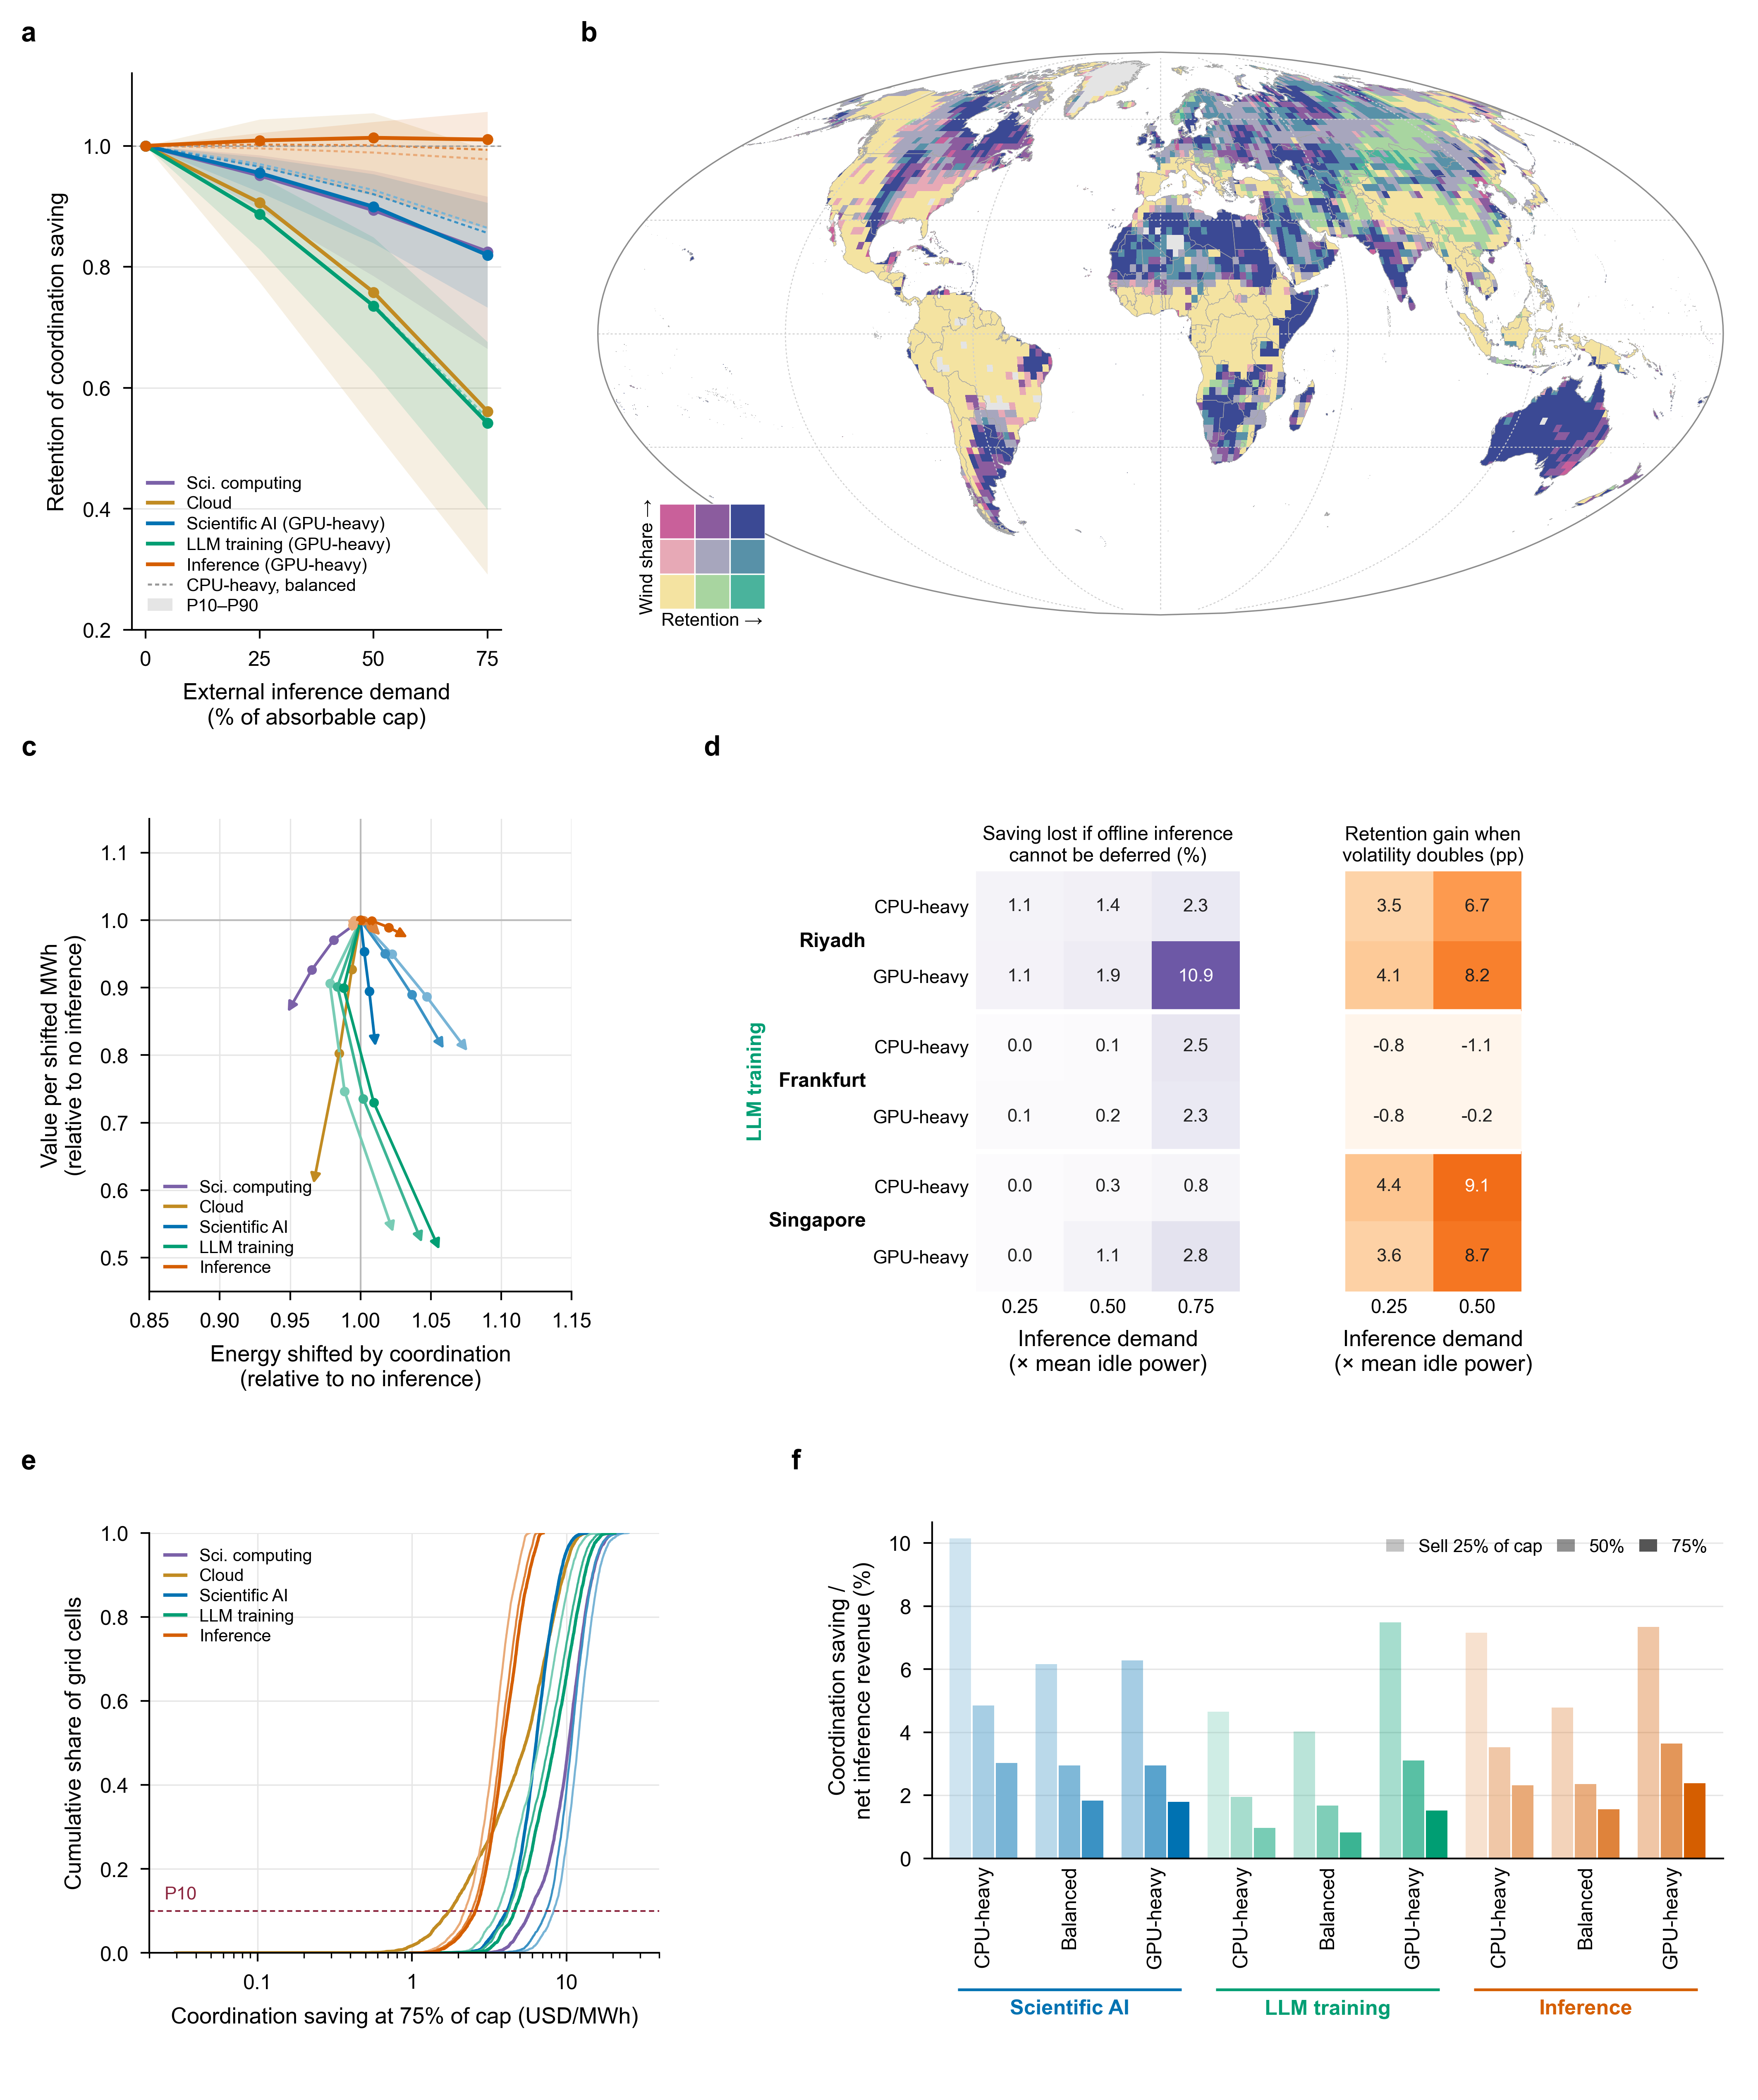 a
Retention of coordination saving
1.0
0.8
0.6
0.4
0.2
0
25
50
75
External inference demand
(% of absorbable cap)
Sci. computing
Cloud
Scientific AI (GPU-heavy)
LLM training (GPU-heavy)
Inference (GPU-heavy)
CPU-heavy, balanced
P10–P90
b
Wind share →
Retention →
c
Value per shifted MWh
(relative to no inference)
1.1
1.0
0.9
0.8
0.7
0.6
0.5
Sci. computing
Cloud
Scientific AI
LLM training
Inference
0.85
0.90
0.95
1.00
1.05
1.10
1.15
Energy shifted by coordination
(relative to no inference)
d
Saving lost if offline inference
cannot be deferred (%)
Retention gain when
volatility doubles (pp)
LLM training
Riyadh
CPU-heavy 1.1 1.4 2.3 3.5 6.7
GPU-heavy 1.1 1.9 10.9 4.1 8.2
Frankfurt
CPU-heavy 0.0 0.1 2.5 -0.8 -1.1
GPU-heavy 0.1 0.2 2.3 -0.8 -0.2
Singapore
CPU-heavy 0.0 0.3 0.8 4.4 9.1
GPU-heavy 0.0 1.1 2.8 3.6 8.7
0.25 0.50 0.75 0.25 0.50
Inference demand
(× mean idle power)
Inference demand
(× mean idle power)
e
Cumulative share of grid cells
1.0
0.8
0.6
0.4
0.2
0.0
Sci. computing
Cloud
Scientific AI
LLM training
Inference
P10
0.1
1
10
Coordination saving at 75% of cap (USD/MWh)
f
Coordination saving /
net inference revenue (%)
10
8
6
4
2
0
Sell 25% of cap
50%
75%
CPU-heavy
Balanced
GPU-heavy
CPU-heavy
Balanced
GPU-heavy
CPU-heavy
Balanced
GPU-heavy
Scientific AI
LLM training
Inference